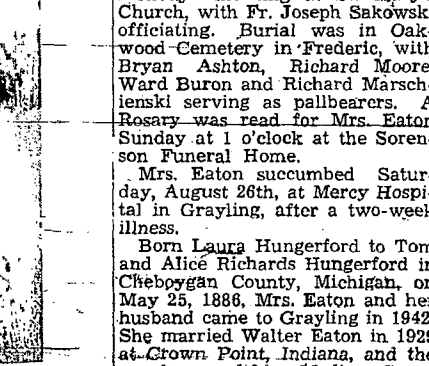 Church, with Fr. Joseph Sakowsk
officiating. Burial was in Oak-
wood Cemetery in Frederic, with
Bryan Ashton, Richard Moore
Ward Buron and Richard Marsch-
ienski serving as pallbearers. A
Rosary was read for Mrs. Eaton
Sunday at 1 o'clock at the Soren-
son Funeral Home.
Mrs. Eaton succumbed Satur-
day, August 26th, at Mercy Hospi-
tal in Grayling, after a two-week
illness.
Born Laura Hungerford to Tom
and Alice Richards Hungerford in
Cheboygan County, Michigan, on
May 25, 1886, Mrs. Eaton and her
husband came to Grayling in 1942
She married Walter Eaton in 1929
at Crown Point, Indiana, and the